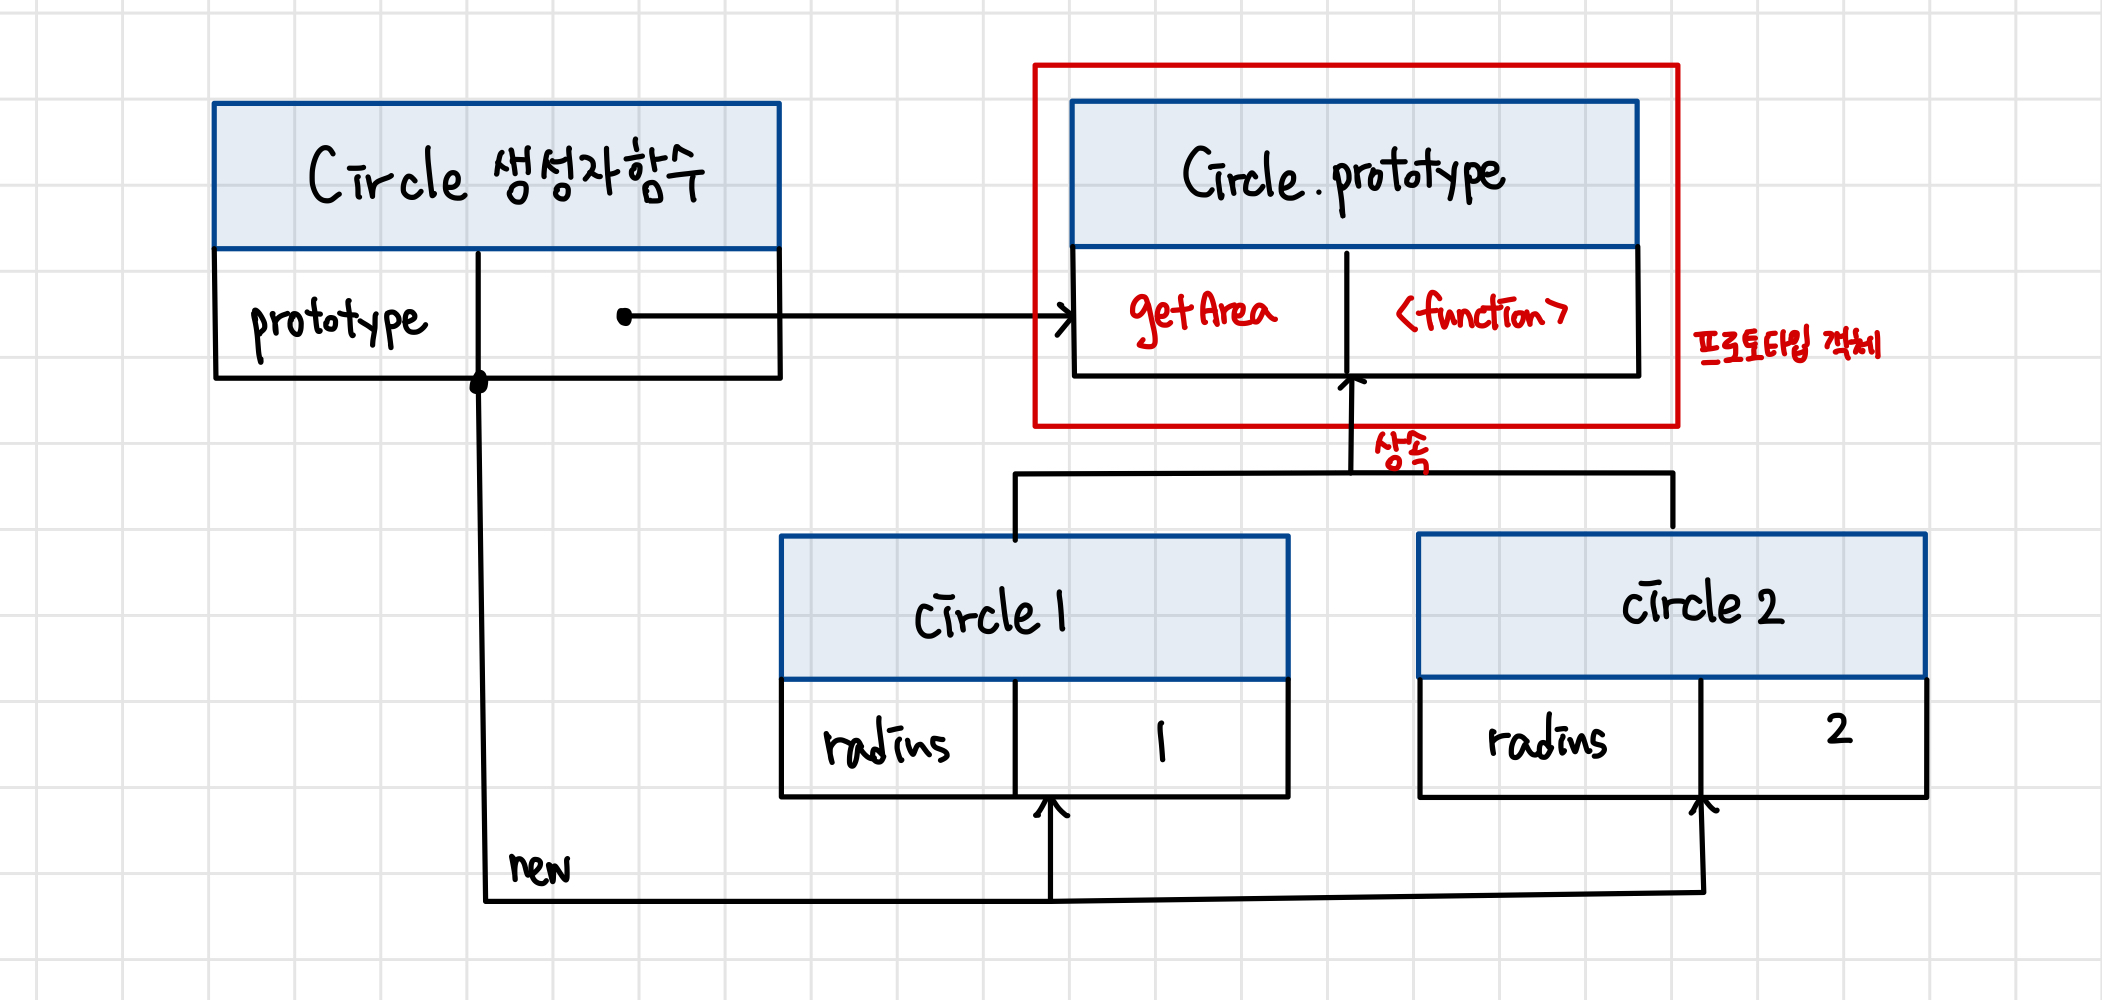 Circle 생성자 함수
prototype
Circle.prototype
getArea
<function>
프로토타입 객체
상속
circle 1
radius
1
circle 2
radius
2
new